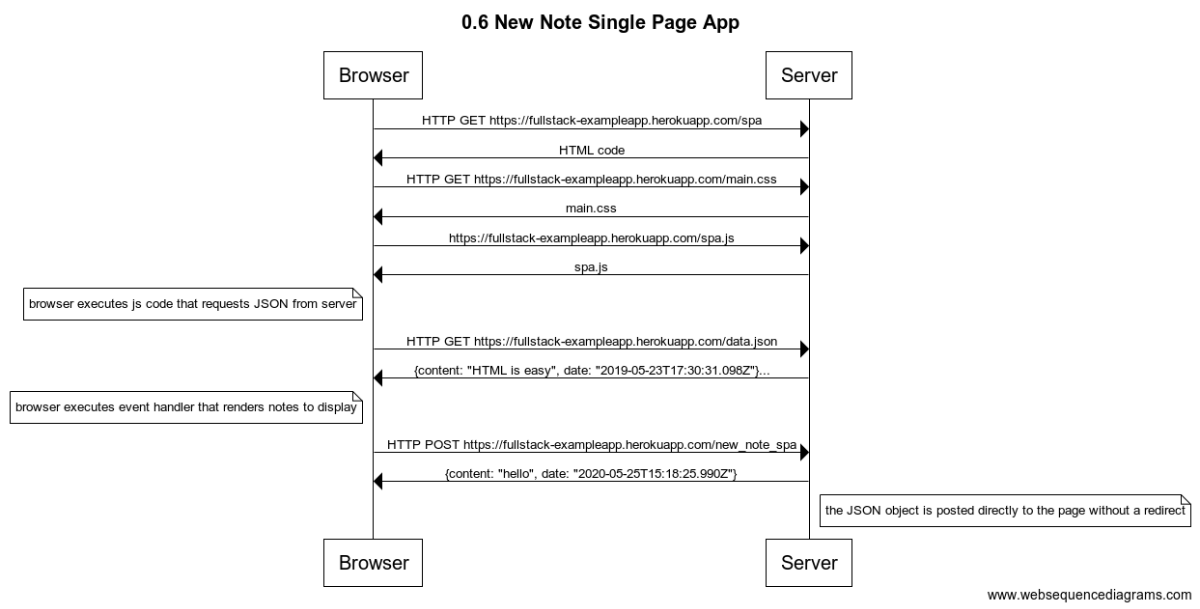 0.6 New Note Single Page App
Browser
Server
HTTP GET https://fullstack-exampleapp.herokuapp.com/spa
HTML code
HTTP GET https://fullstack-exampleapp.herokuapp.com/main.css
main.css
https://fullstack-exampleapp.herokuapp.com/spa.js
spa.js
browser executes js code that requests JSON from server
HTTP GET https://fullstack-exampleapp.herokuapp.com/data.json
{content: "HTML is easy", date: "2019-05-23T17:30:31.098Z"}...
browser executes event handler that renders notes to display
HTTP POST https://fullstack-exampleapp.herokuapp.com/new_note_spa
{content: "hello", date: "2020-05-25T15:18:25.990Z"}
the JSON object is posted directly to the page without a redirect
Browser
Server
www.websequencediagrams.com